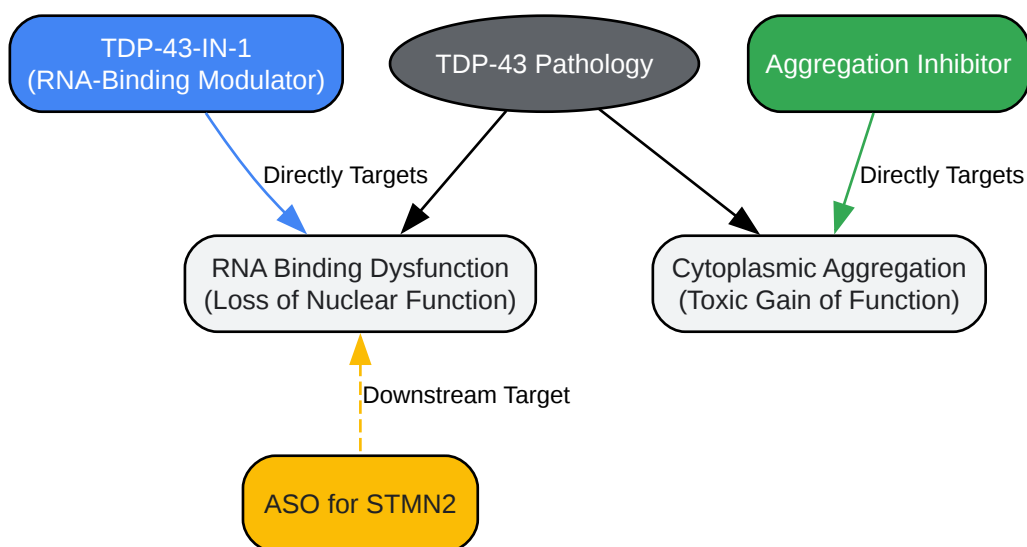 TDP-43-IN-1
(RNA-Binding Modulator)
TDP-43 Pathology
Aggregation Inhibitor
Directly Targets
Directly Targets
RNA Binding Dysfunction
(Loss of Nuclear Function)
Cytoplasmic Aggregation
(Toxic Gain of Function)
Downstream Target
ASO for STMN2